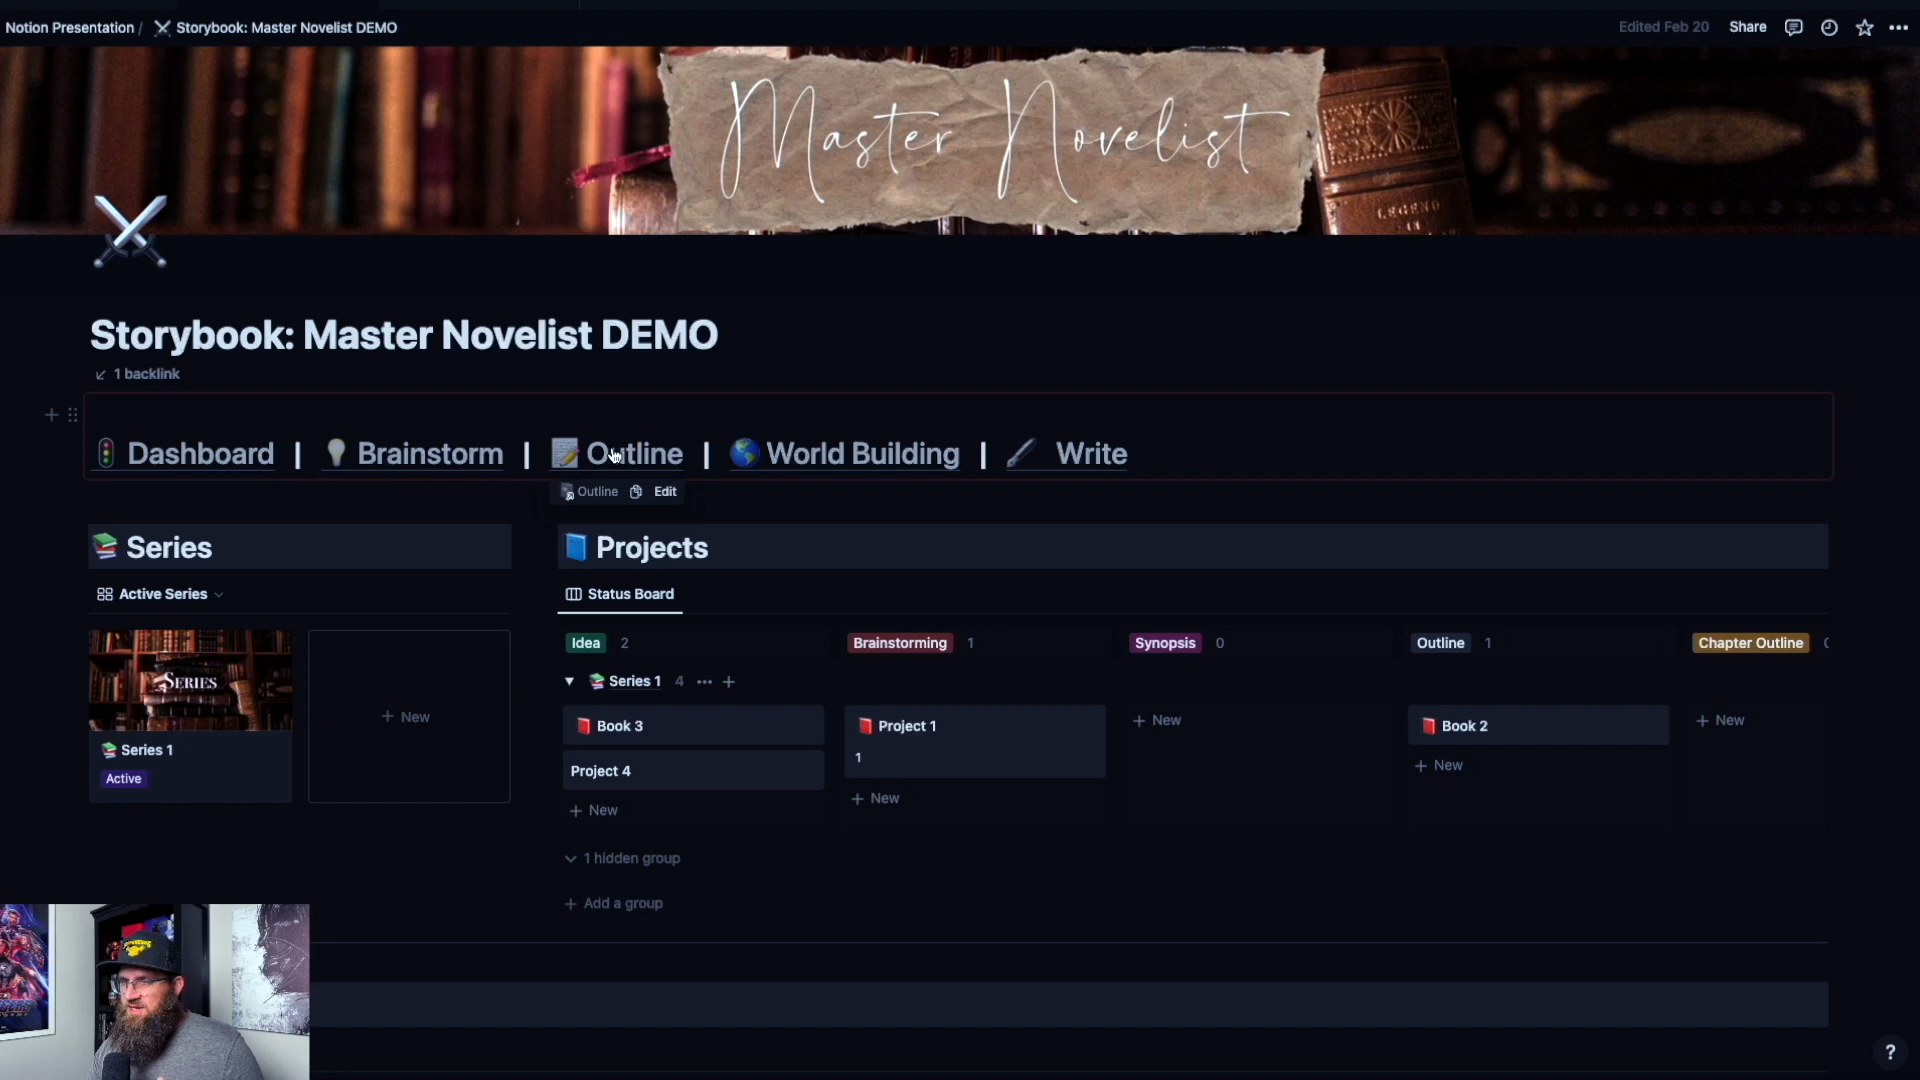 Notion Presentation / Storybook: Master Novelist DEMO
Edited Feb 20 Share
Master Novelist
LEGEND
Storybook: Master Novelist DEMO
1 backlink
Dashboard | Brainstorm | Outline | World Building | Write
Outline Edit
Series
Projects
Active Series
Status Board
Idea 2
Brainstorming 1
Synopsis 0
Outline 1
Chapter Outline
Series 1 4
SERIES
+ New
Series 1
Active
Book 3
Project 4
+ New
Project 1
1
+ New
+ New
Book 2
+ New
+ New
1 hidden group
+ Add a group
?